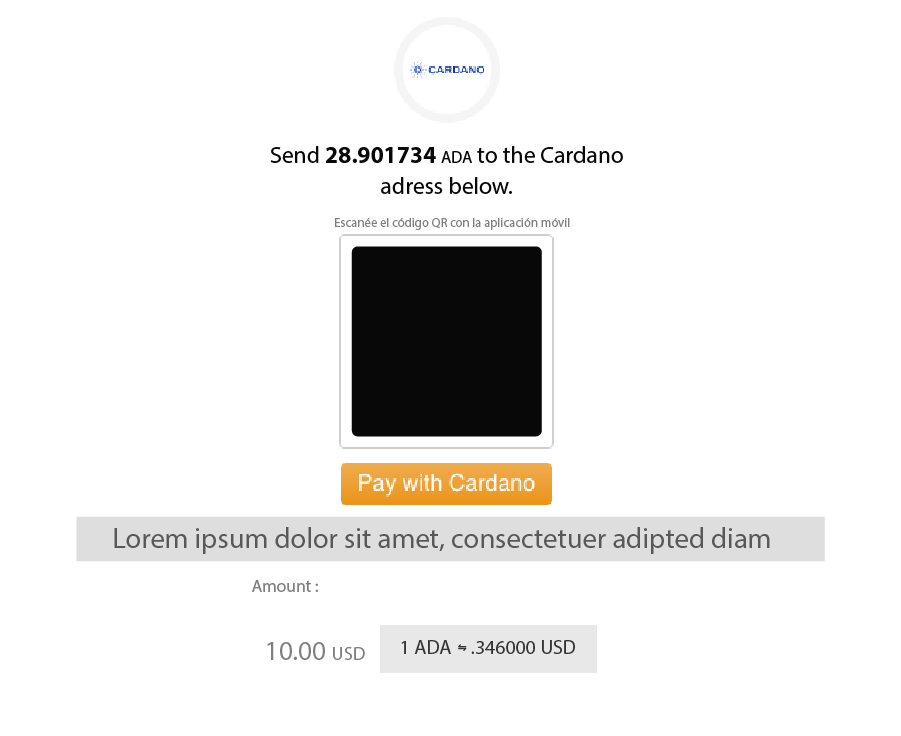 CARDANO
Send 28.901734 ADA to the Cardano
adress below.
Escanée el código QR con la aplicación móvil
Pay with Cardano
Lorem ipsum dolor sit amet, consectetuer adipted diam
Amount :
10.00 USD
1 ADA ⇋ .346000 USD